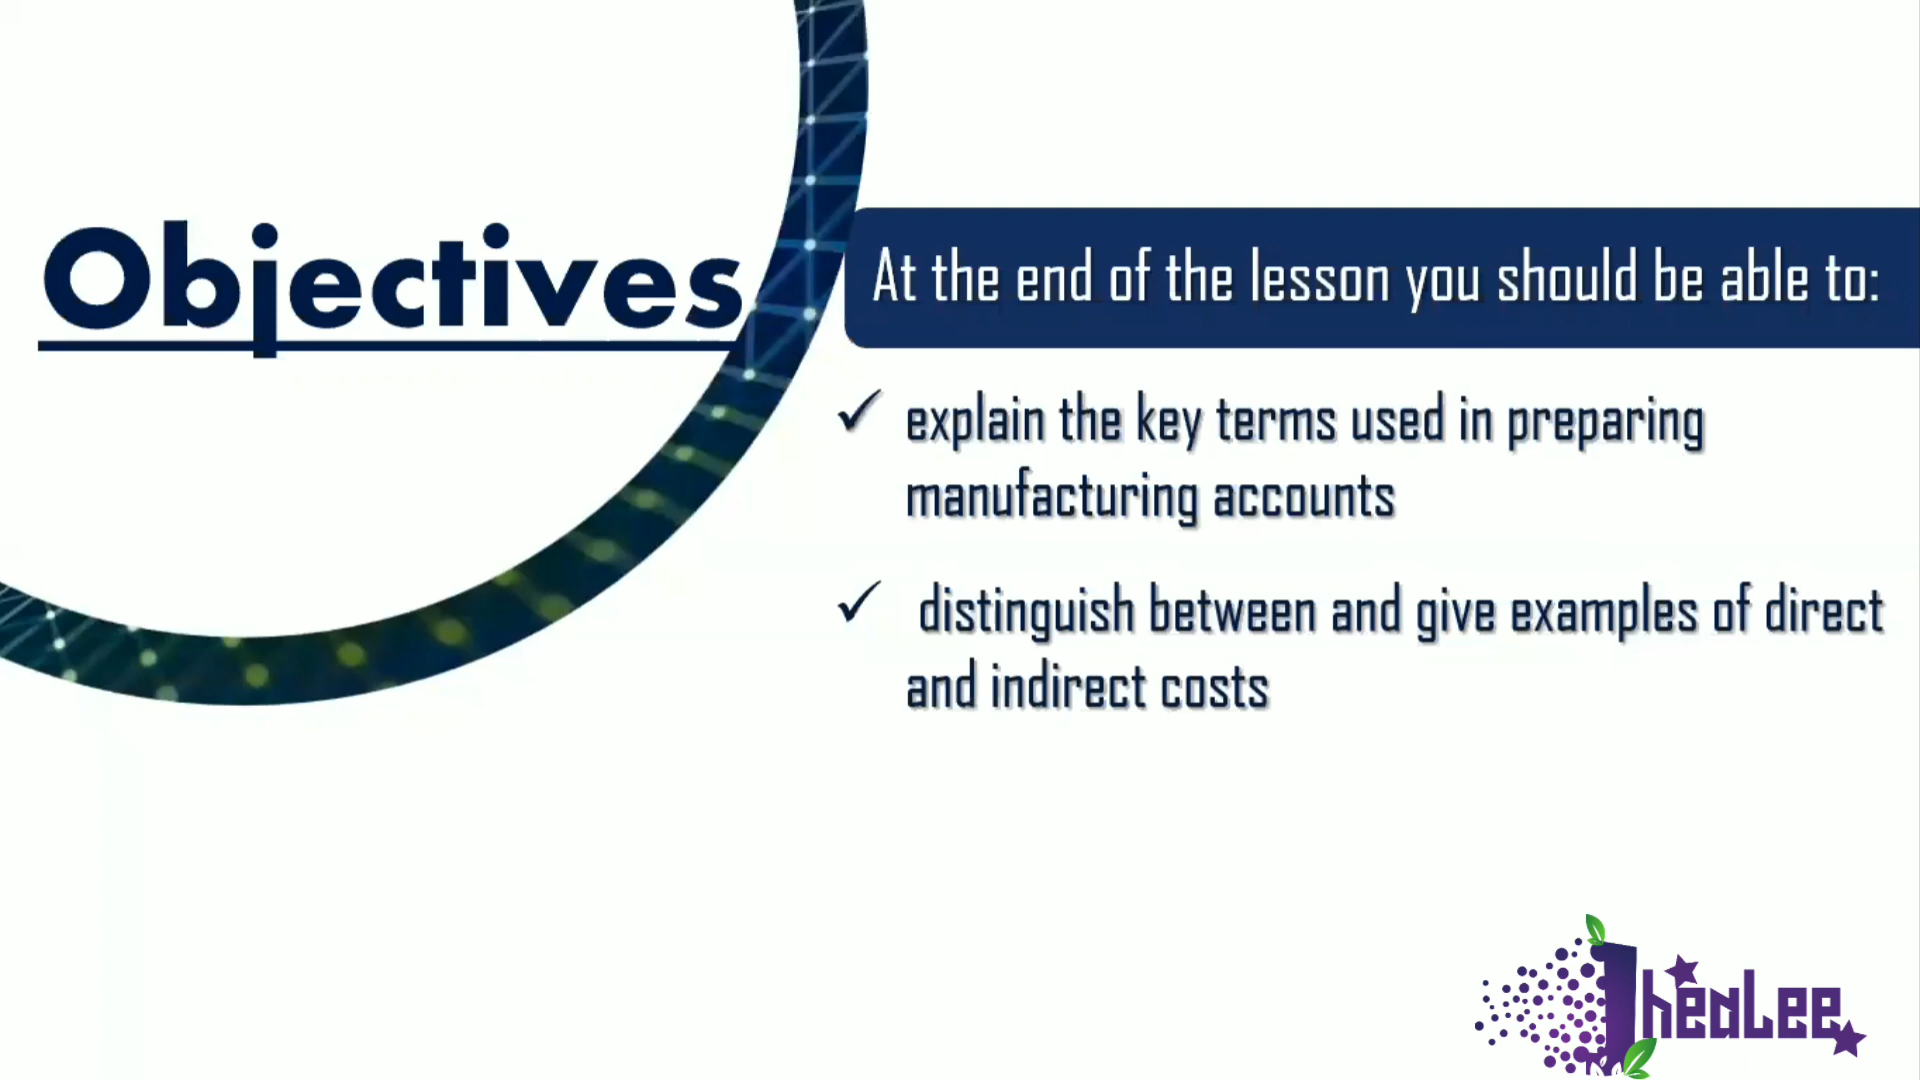 Objectives
At the end of the lesson you should be able to:
✓ explain the key terms used in preparing
manufacturing accounts
✓ distinguish between and give examples of direct
and indirect costs
JheaLee